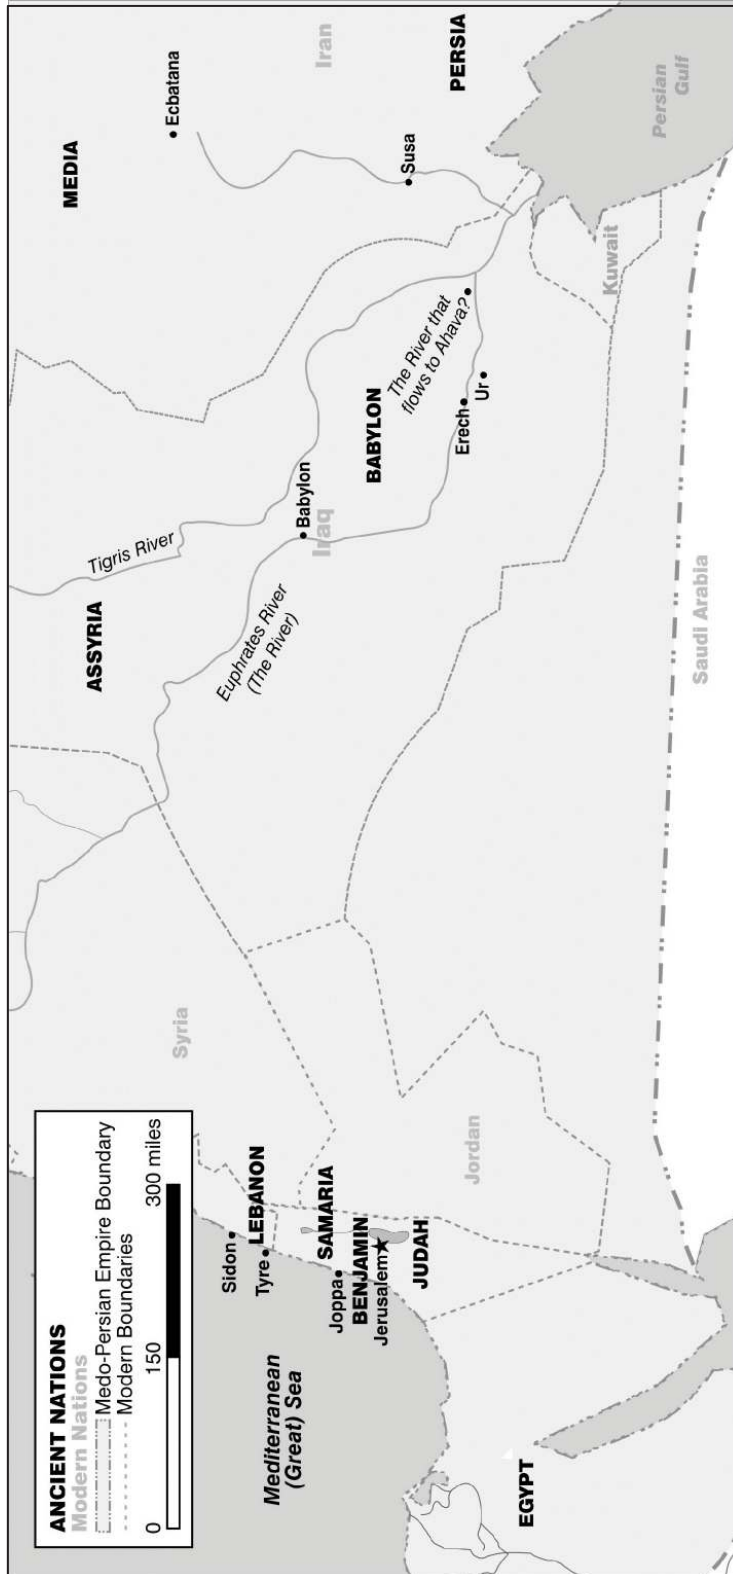 ANCIENT NATIONS
Modern Nations
Medo-Persian Empire Boundary
Modern Boundaries
0 150 300 miles
Mediterranean
(Great) Sea
EGYPT
Sidon
Tyre
LEBANON
SAMARIA
Joppa
BENJAMIN
Jerusalem
JUDAH
Syria
Jordan
ASSYRIA
Tigris River
Euphrates River
(The River)
Babylon
Iraq
BABYLON
The River that
flows to Ahava?
Erech
Ur
Saudi Arabia
Kuwait
MEDIA
Ecbatana
Susa
Iran
PERSIA
Persian
Gulf